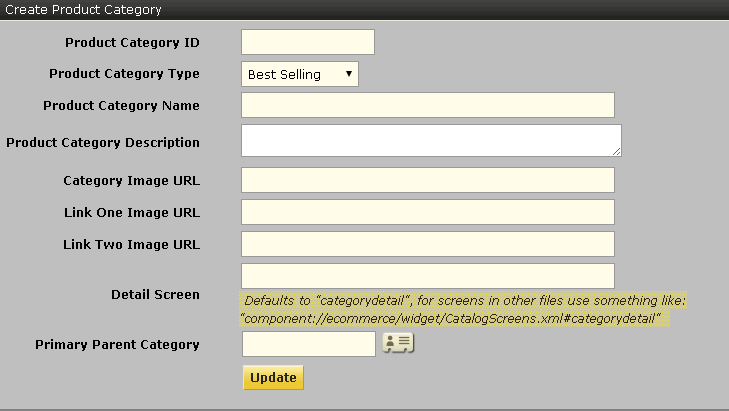 Create Product Category
Product Category ID
Product Category Type Best Selling
Product Category Name
Product Category Description
Category Image URL
Link One Image URL
Link Two Image URL
Detail Screen
Defaults to "categorydetail", for screens in other files use something like:
"component://ecommerce/widget/CatalogScreens.xml#categorydetail"
Primary Parent Category
Update